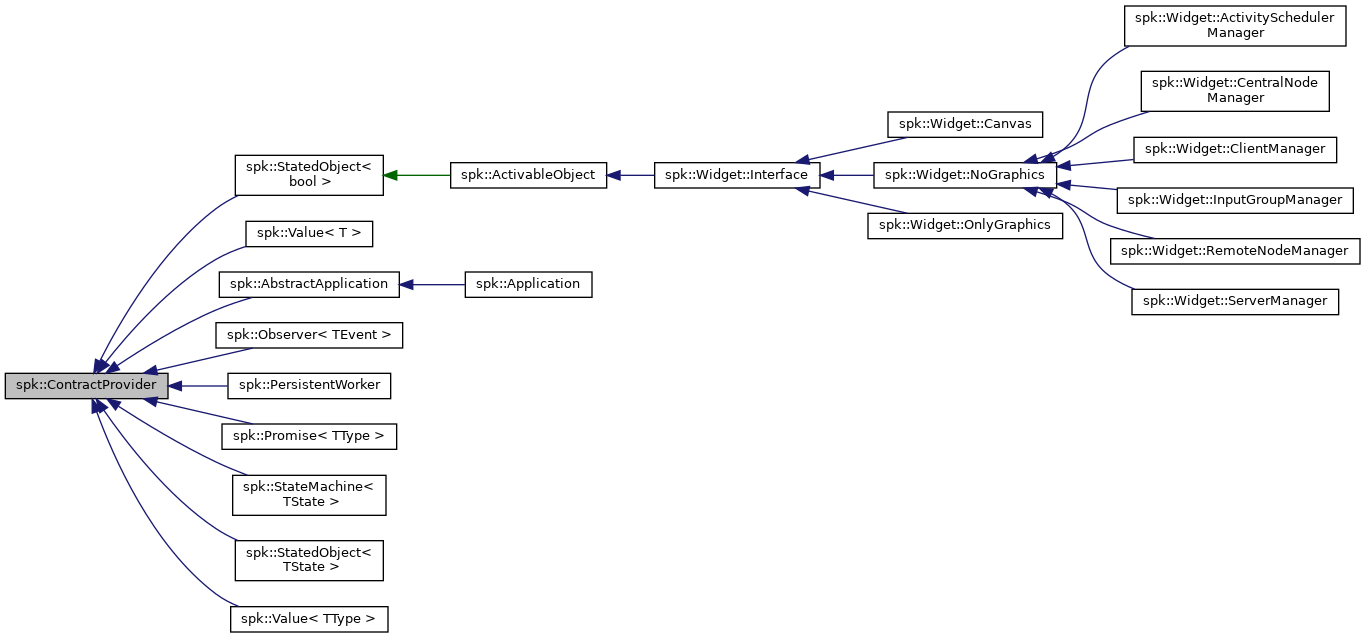 spk::Widget::ActivityScheduler
Manager
spk::Widget::CentralNode
Manager
spk::Widget::Canvas
spk::Widget::ClientManager
spk::StatedObject<
bool >
spk::ActivableObject
spk::Widget::Interface
spk::Widget::NoGraphics
spk::Widget::InputGroupManager
spk::Value< T >
spk::Widget::OnlyGraphics
spk::Widget::RemoteNodeManager
spk::AbstractApplication
spk::Application
spk::Widget::ServerManager
spk::Observer< TEvent >
spk::ContractProvider
spk::PersistentWorker
spk::Promise< TType >
spk::StateMachine<
TState >
spk::StatedObject<
TState >
spk::Value< TType >